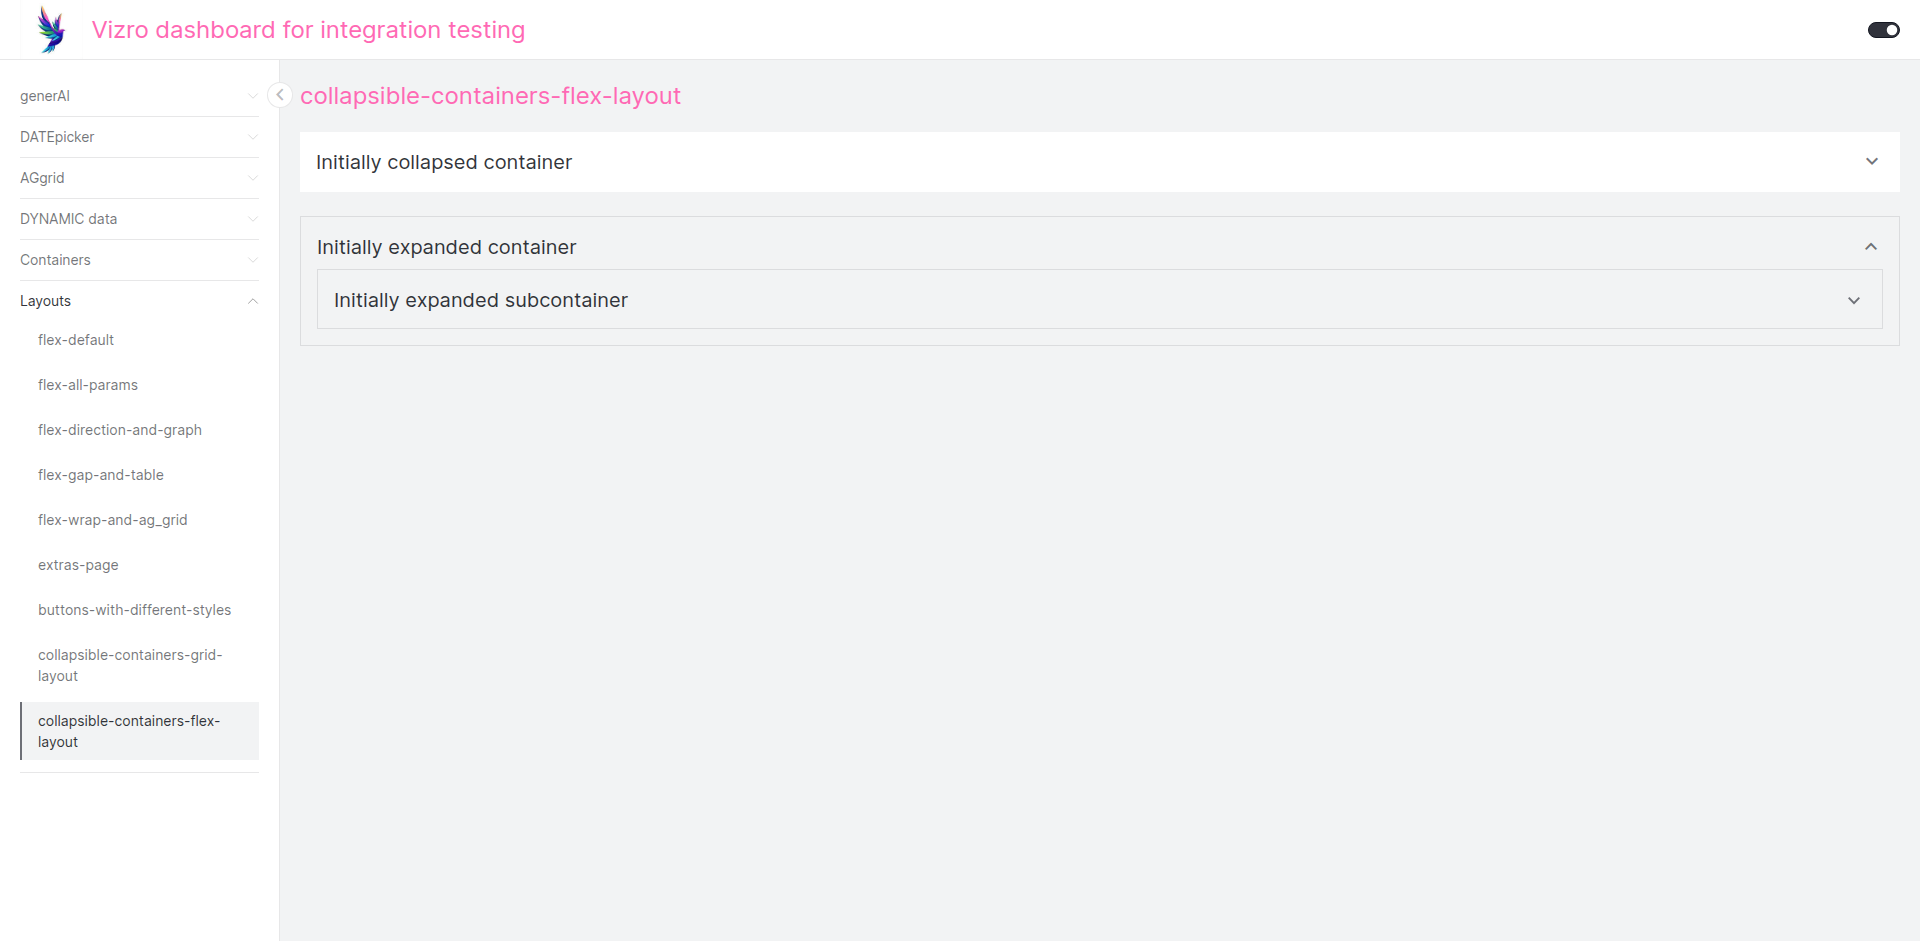 Vizro dashboard for integration testing
generAI
DATEpicker
AGgrid
DYNAMIC data
Containers
Layouts
flex-default
flex-all-params
flex-direction-and-graph
flex-gap-and-table
flex-wrap-and-ag_grid
extras-page
buttons-with-different-styles
collapsible-containers-grid-
layout
collapsible-containers-flex-
layout
collapsible-containers-flex-layout
Initially collapsed container
Initially expanded container
Initially expanded subcontainer